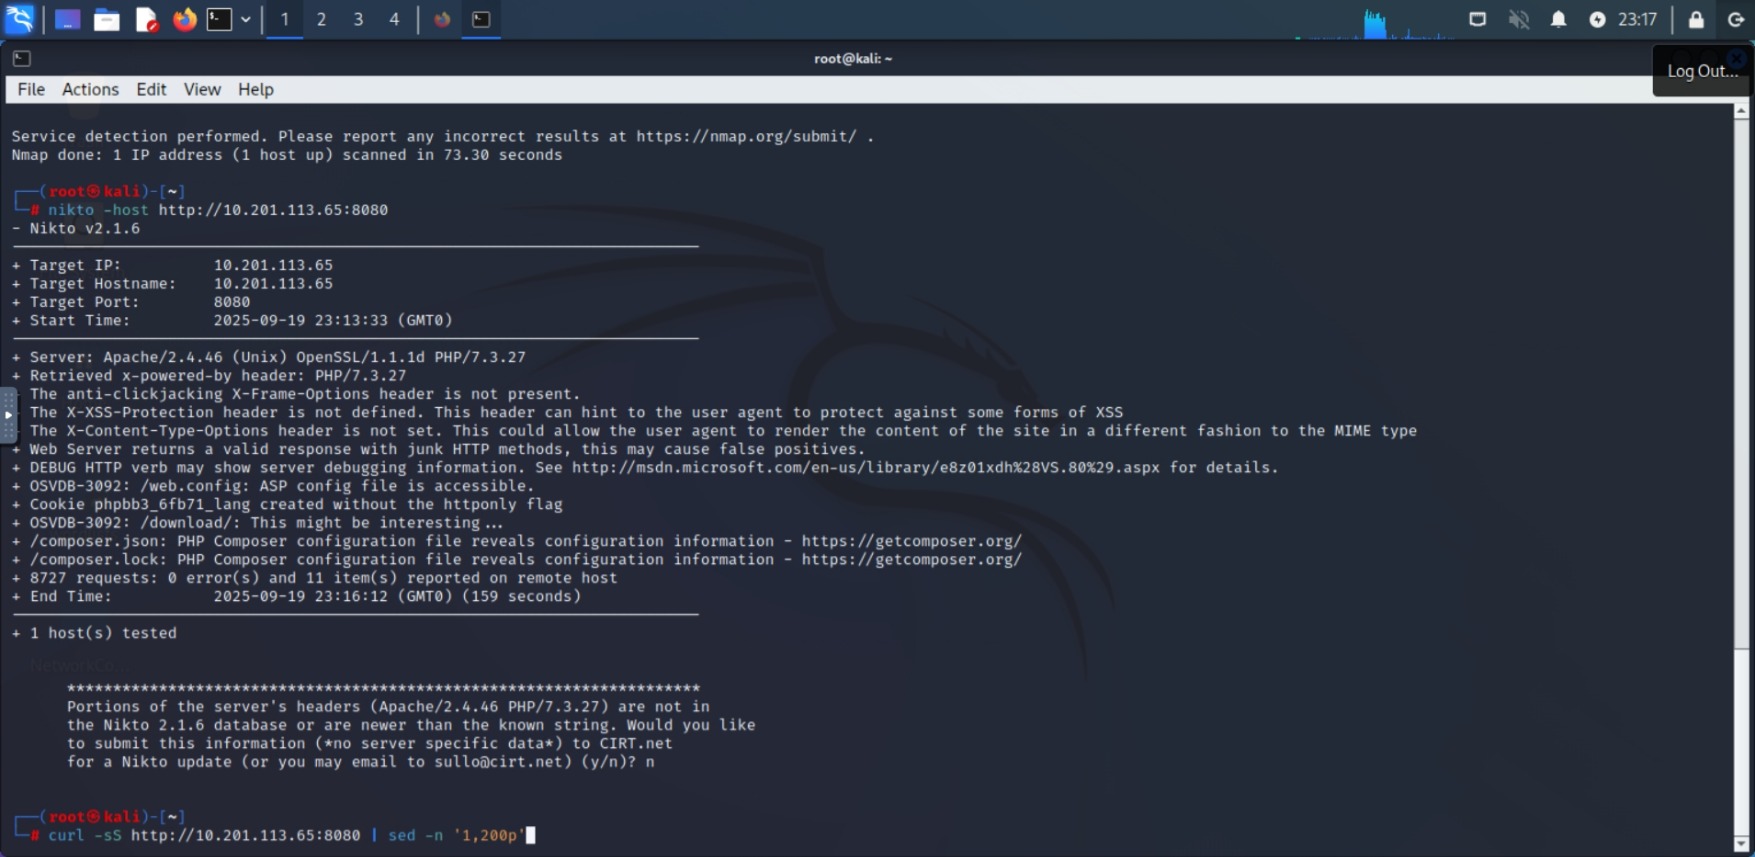 1 2 3 4 23:17
root@kali: ~
Log Out...
File Actions Edit View Help
Service detection performed. Please report any incorrect results at https://nmap.org/submit/ .
Nmap done: 1 IP address (1 host up) scanned in 73.30 seconds
┌──(root㉿kali)-[~]
└─# nikto -host http://10.201.113.65:8080
- Nikto v2.1.6
+ Target IP: 10.201.113.65
+ Target Hostname: 10.201.113.65
+ Target Port: 8080
+ Start Time: 2025-09-19 23:13:33 (GMT0)
+ Server: Apache/2.4.46 (Unix) OpenSSL/1.1.1d PHP/7.3.27
+ Retrieved x-powered-by header: PHP/7.3.27
The anti-clickjacking X-Frame-Options header is not present.
The X-XSS-Protection header is not defined. This header can hint to the user agent to protect against some forms of XSS
The X-Content-Type-Options header is not set. This could allow the user agent to render the content of the site in a different fashion to the MIME type
+ Web Server returns a valid response with junk HTTP methods, this may cause false positives.
+ DEBUG HTTP verb may show server debugging information. See http://msdn.microsoft.com/en-us/library/e8z01xdh%28VS.80%29.aspx for details.
+ OSVDB-3092: /web.config: ASP config file is accessible.
+ Cookie phpbb3_6fb71_lang created without the httponly flag
+ OSVDB-3092: /download/: This might be interesting...
+ /composer.json: PHP Composer configuration file reveals configuration information - https://getcomposer.org/
+ /composer.lock: PHP Composer configuration file reveals configuration information - https://getcomposer.org/
+ 8727 requests: 0 error(s) and 11 item(s) reported on remote host
+ End Time: 2025-09-19 23:16:12 (GMT0) (159 seconds)
+ 1 host(s) tested
NetworkCo...
*********************************************************************
Portions of the server's headers (Apache/2.4.46 PHP/7.3.27) are not in
the Nikto 2.1.6 database or are newer than the known string. Would you like
to submit this information (*no server specific data*) to CIRT.net
for a Nikto update (or you may email to sullo@cirt.net) (y/n)? n
┌──(root㉿kali)-[~]
└─# curl -sS http://10.201.113.65:8080 | sed -n '1,200p'